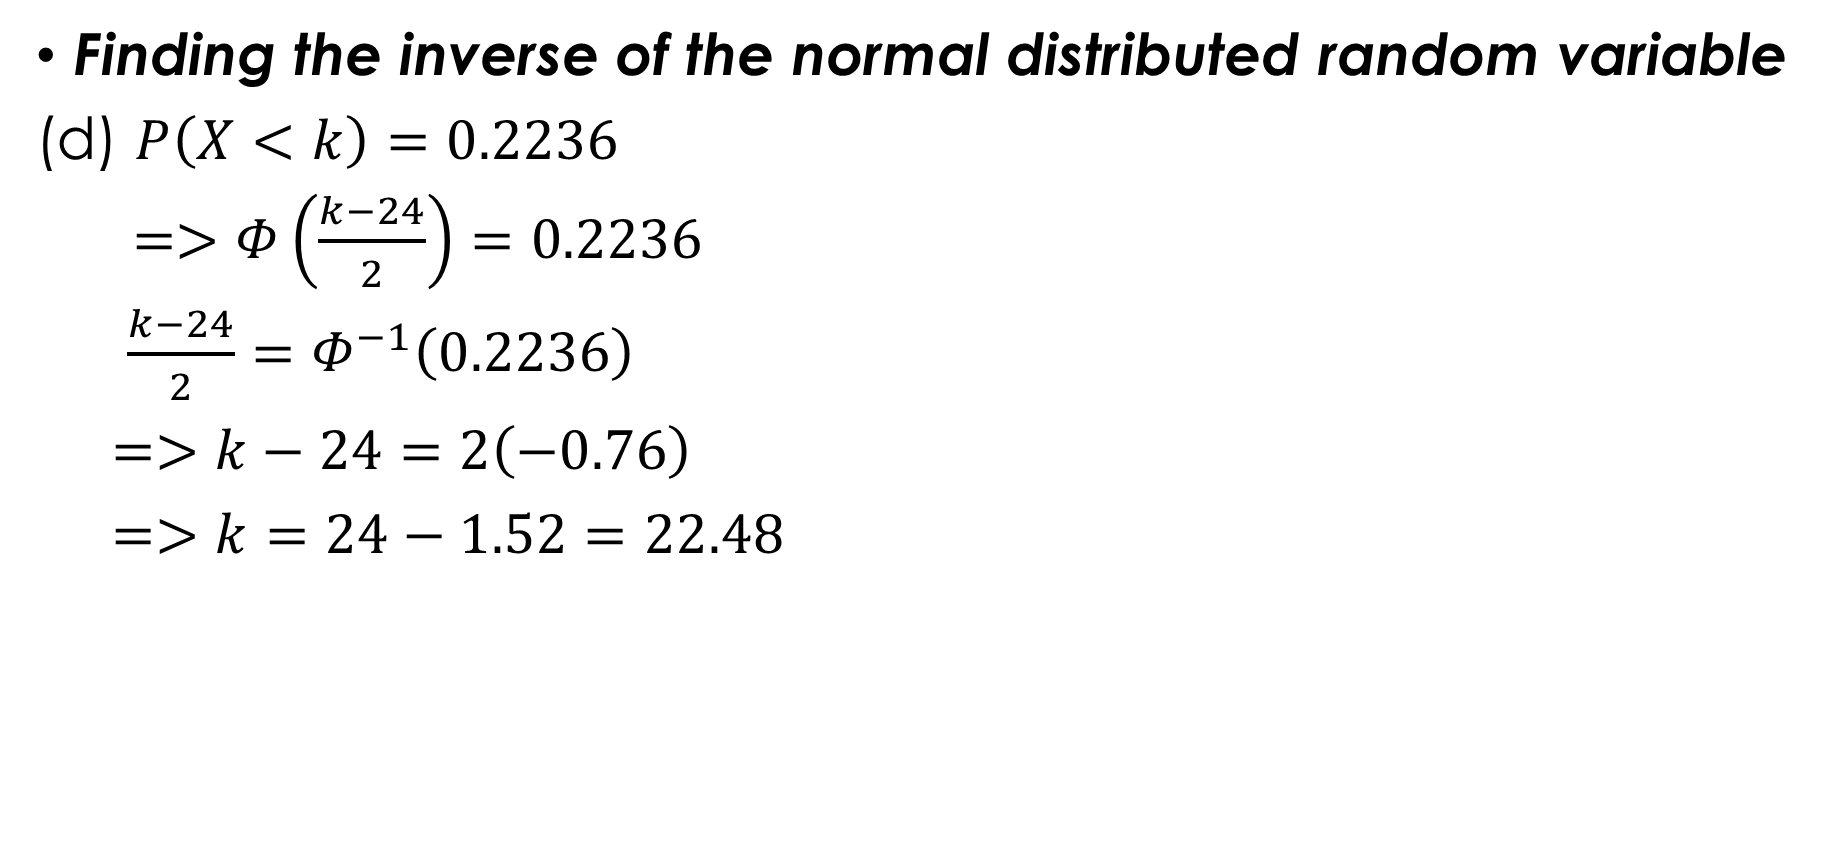 • Finding the inverse of the normal distributed random variable
(d) P(X < k) = 0.2236
=> Φ((k−24)/2) = 0.2236
(k−24)/2 = Φ⁻¹(0.2236)
=> k − 24 = 2(−0.76)
=> k = 24 − 1.52 = 22.48